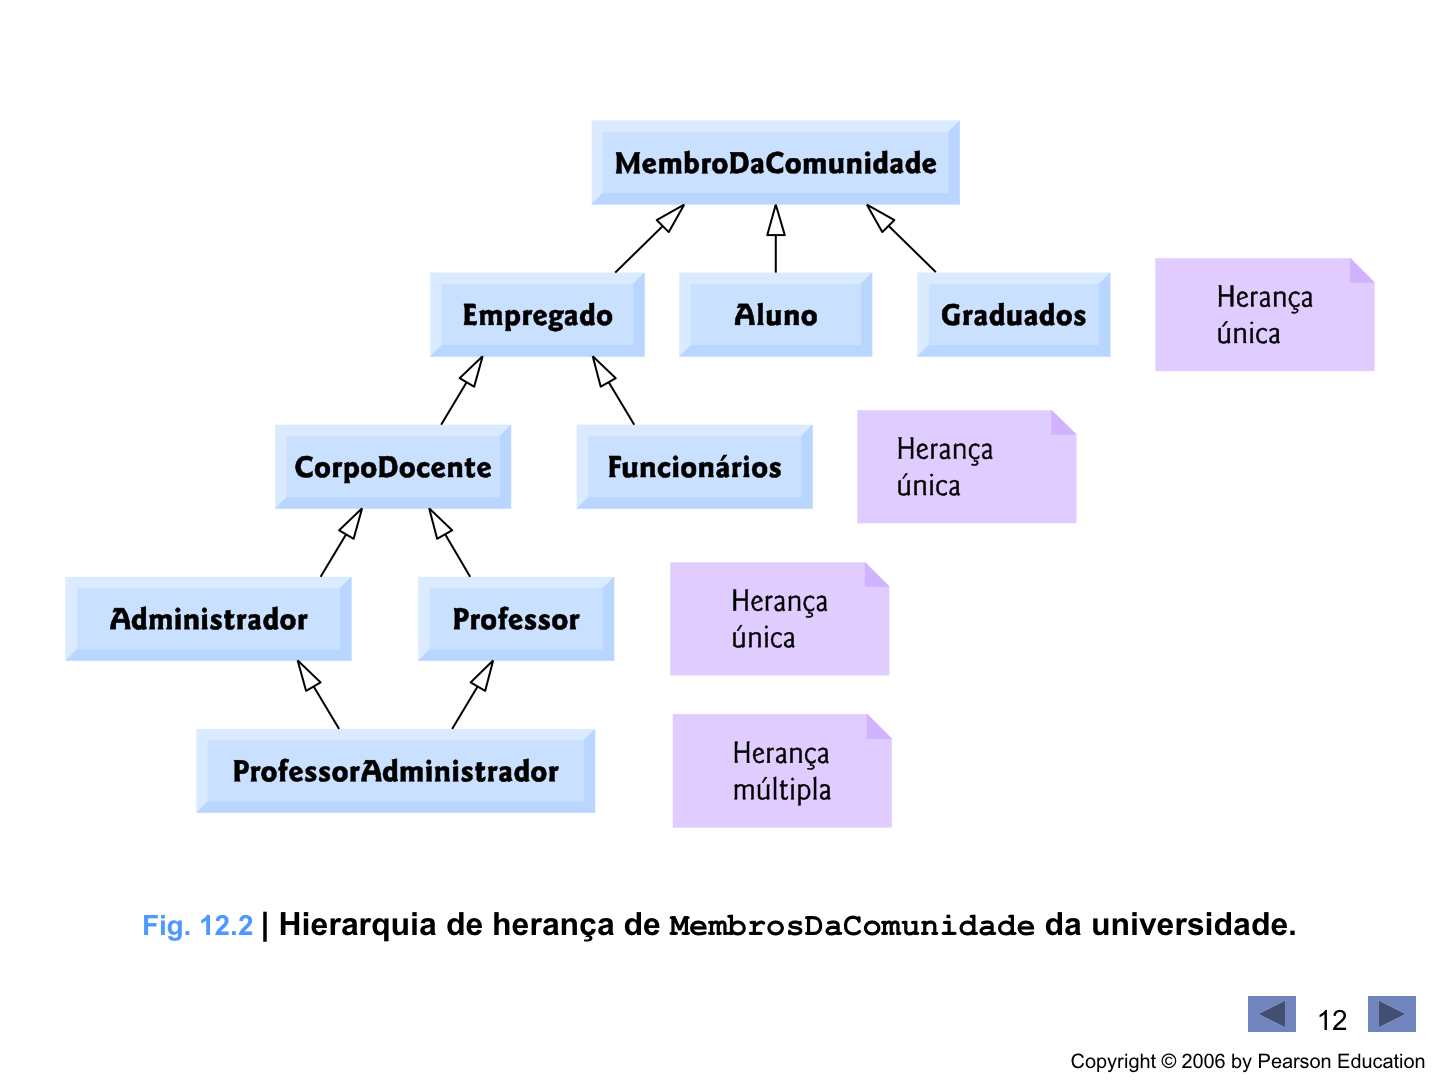 MembroDaComunidade
Empregado
Aluno
Graduados
Herança
única
CorpoDocente
Funcionários
Herança
única
Administrador
Professor
Herança
única
ProfessorAdministrador
Herança
múltipla
Fig. 12.2 | Hierarquia de herança de MembrosDaComunidade da universidade.
12
Copyright © 2006 by Pearson Education